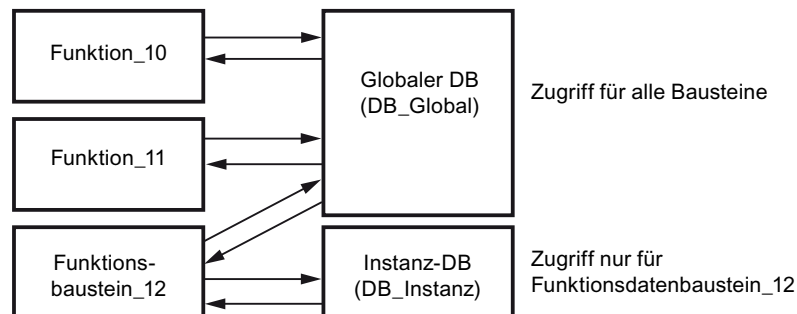 Funktion_10
Globaler DB
(DB_Global)
Zugriff für alle Bausteine
Funktion_11
Funktions-
baustein_12
Instanz-DB
(DB_Instanz)
Zugriff nur für
Funktionsdatenbaustein_12